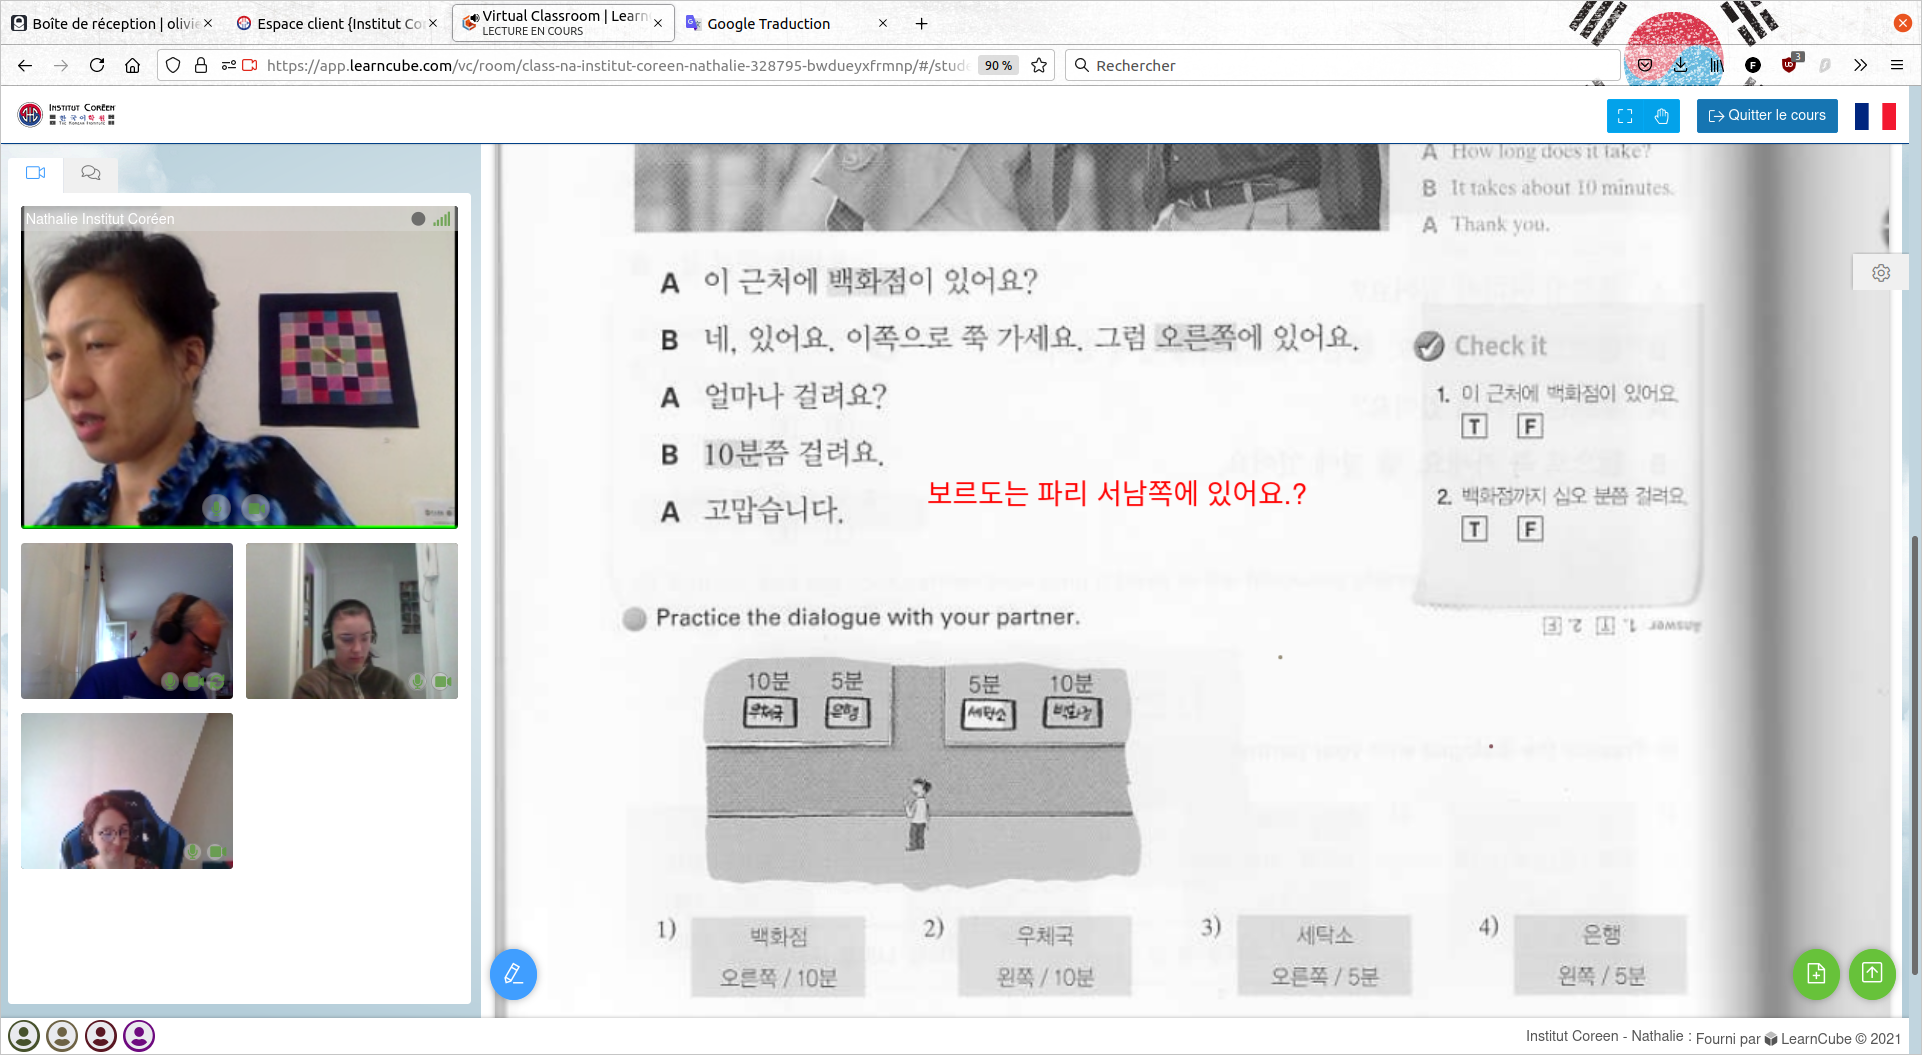 Boîte de réception | olivie
Espace client {Institut Co
Virtual Classroom | Learn
LECTURE EN COURS
Google Traduction
https://app.learncube.com/vc/room/class-na-institut-coreen-nathalie-328795-bwdueyxfrmnp/#/stude
90 %
Rechercher
3
INSTITUT CORÉEN
한국어학원
THE KOREAN INSTITUTE
Quitter le cours
Nathalie Institut Coréen
A How long does it take?
B It takes about 10 minutes.
A Thank you.
A 이 근처에 백화점이 있어요?
B 네, 있어요. 이쪽으로 쭉 가세요. 그럼 오른쪽에 있어요.
A 얼마나 걸려요?
B 10분쯤 걸려요.
A 고맙습니다.
보르도는 파리 서남쪽에 있어요.?
Check it
1. 이 근처에 백화점이 있어요.
T F
2. 백화점까지 십오 분쯤 걸려요.
T F
Answer 1. T 2. F
Practice the dialogue with your partner.
10분 5분 5분 10분
우체국 은행 세탁소 백화점
1) 백화점
오른쪽 / 10분
2) 우체국
왼쪽 / 10분
3) 세탁소
오른쪽 / 5분
4) 은행
왼쪽 / 5분
Institut Coreen - Nathalie : Fourni par LearnCube © 2021